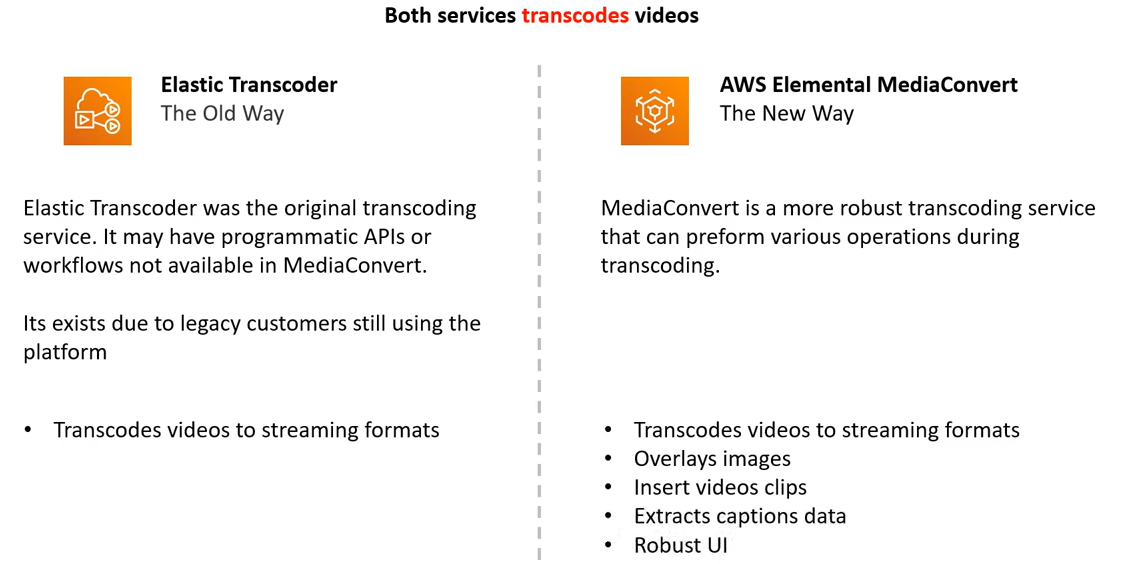 Both services transcodes videos
Elastic Transcoder
The Old Way
Elastic Transcoder was the original transcoding
service. It may have programmatic APIs or
workflows not available in MediaConvert.
Its exists due to legacy customers still using the
platform
• Transcodes videos to streaming formats
AWS Elemental MediaConvert
The New Way
MediaConvert is a more robust transcoding service
that can preform various operations during
transcoding.
• Transcodes videos to streaming formats
• Overlays images
• Insert videos clips
• Extracts captions data
• Robust UI